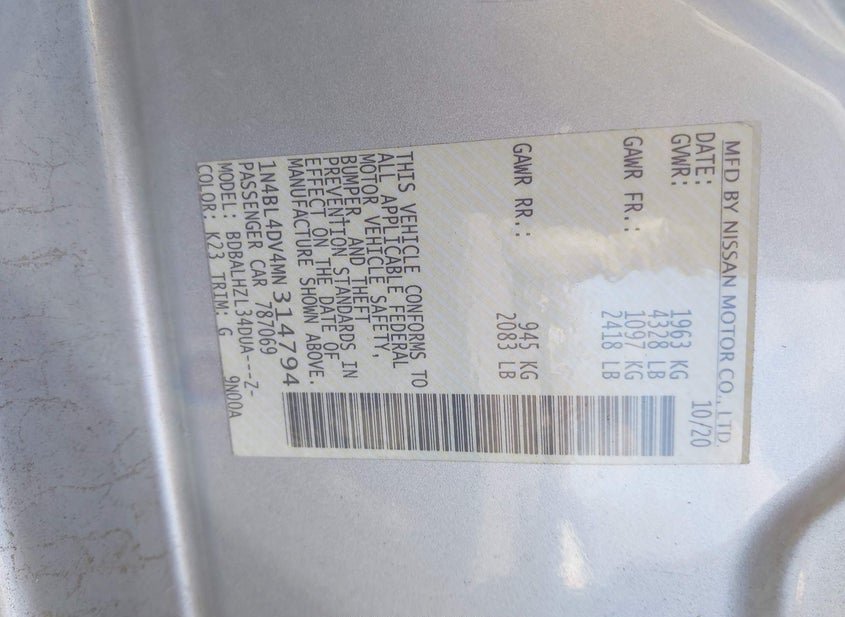 MFD BY NISSAN MOTOR CO., LTD.
DATE: 10/20
GVWR: 1963 KG
4328 LB
GAWR FR.: 1097 KG
2418 LB
GAWR RR.: 945 KG
2083 LB
THIS VEHICLE CONFORMS TO
ALL APPLICABLE FEDERAL
MOTOR VEHICLE SAFETY,
BUMPER, AND THEFT
PREVENTION STANDARDS IN
EFFECT ON THE DATE OF
MANUFACTURE SHOWN ABOVE.
1N4BL4DV4MN314794
PASSENGER CAR 787069
MODEL: BDBALHZL34DUA---Z-
COLOR: K23 TRIM: G 9N00A